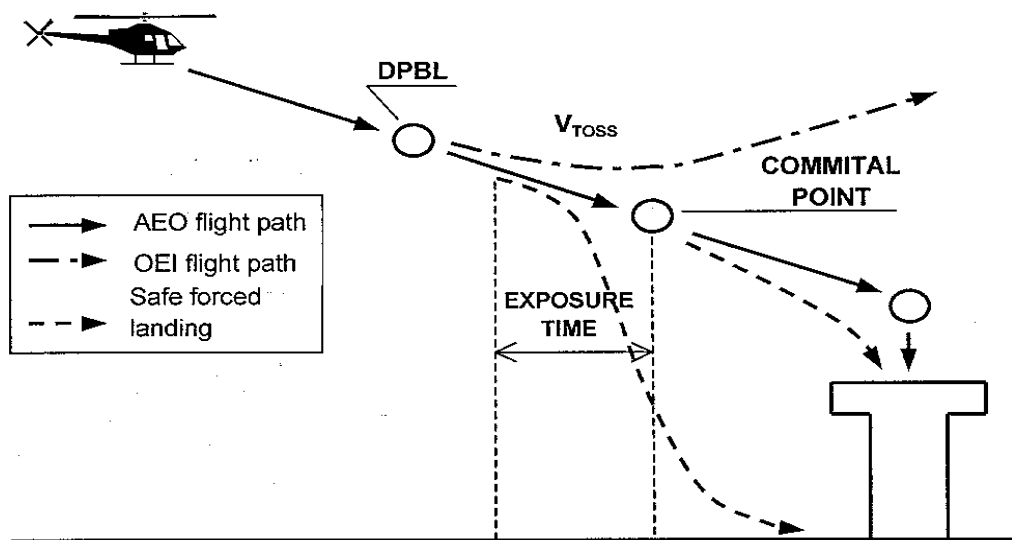 DPBL
VTOSS
COMMITAL
POINT
AEO flight path
OEI flight path
Safe forced
landing
EXPOSURE
TIME